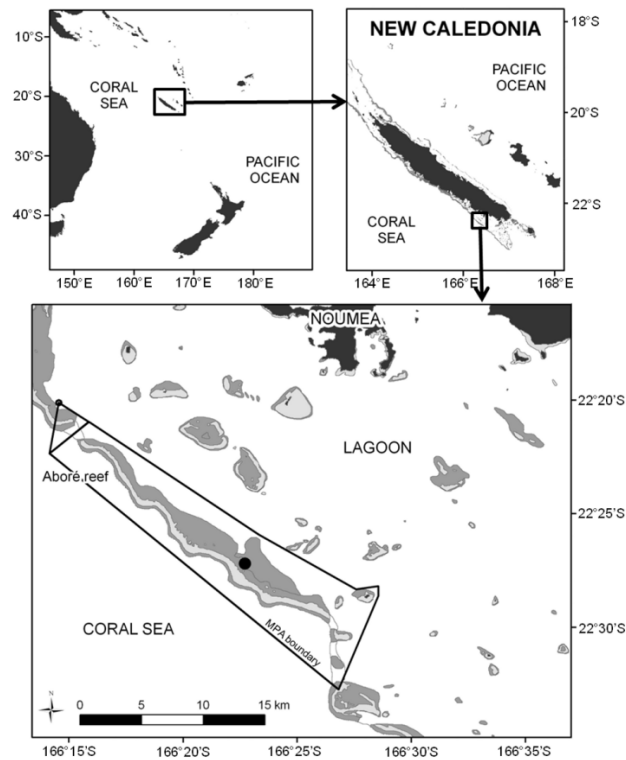 10°S
20°S
30°S
40°S
CORAL
SEA
PACIFIC
OCEAN
150°E
160°E
170°E
180°E
NEW CALEDONIA
PACIFIC
OCEAN
CORAL
SEA
18°S
20°S
22°S
164°E
166°E
168°E
NOUMEA
LAGOON
Aboré.reef
CORAL SEA
MPA boundary
N
0 5 10 15 km
22°20'S
22°25'S
22°30'S
166°15'S
166°20'S
166°25'S
166°30'S
166°35'S